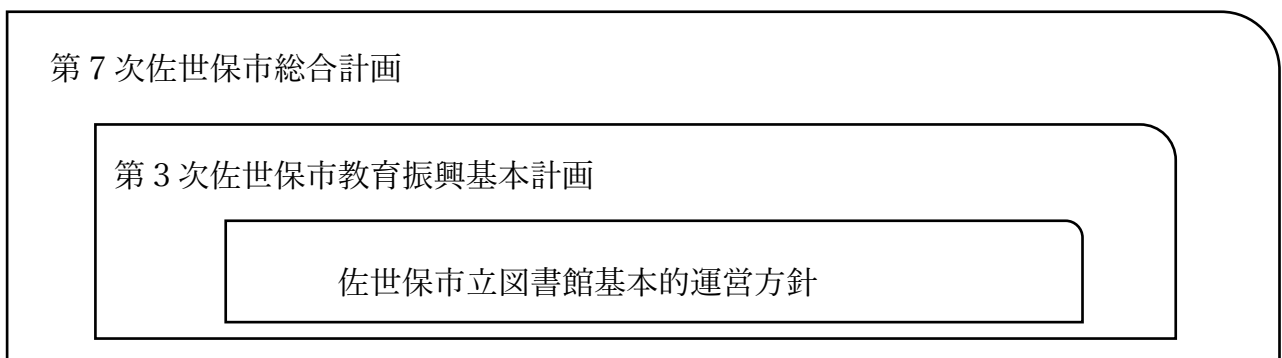 第７次佐世保市総合計画
第３次佐世保市教育振興基本計画
佐世保市立図書館基本的運営方針